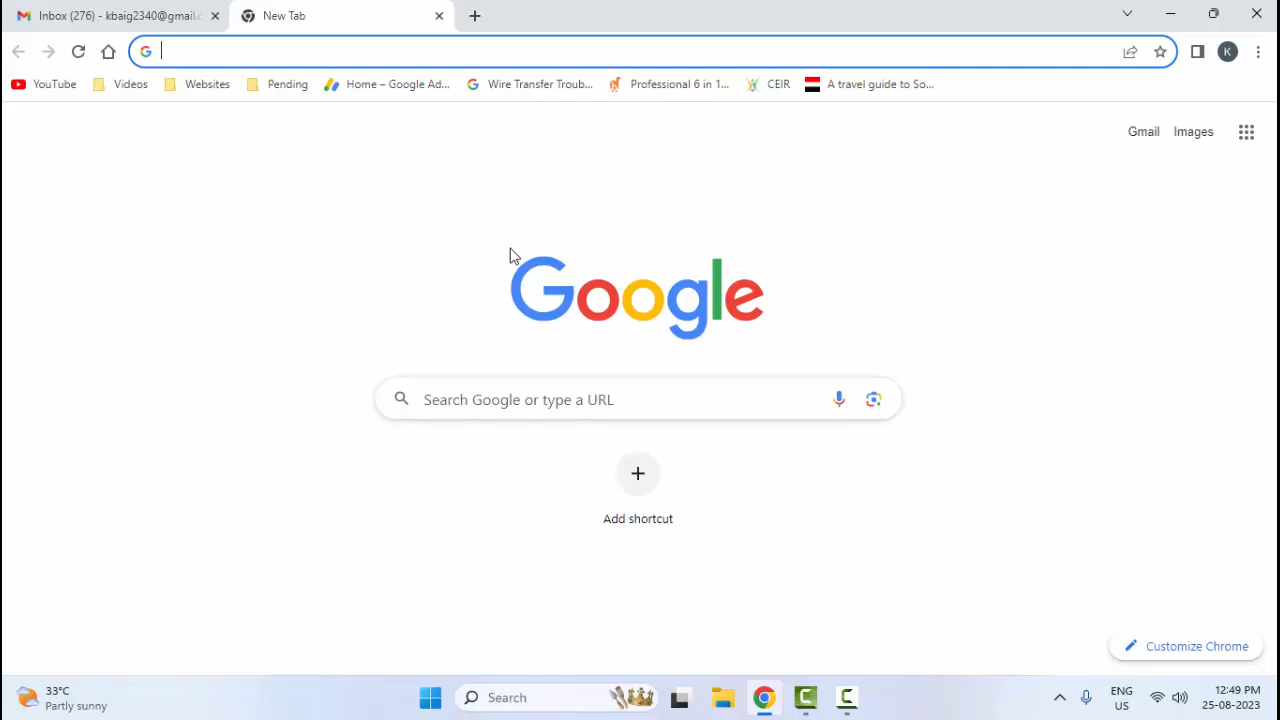 Inbox (276) - kbaig2340@gmail.c
New Tab
YouTube
Videos
Websites
Pending
Home – Google Ad...
Wire Transfer Troub...
Professional 6 in 1...
CEIR
A travel guide to So...
K
Gmail
Images
Google
Search Google or type a URL
Add shortcut
Customize Chrome
33°C
Partly sunny
Search
ENG
US
12:49 PM
25-08-2023